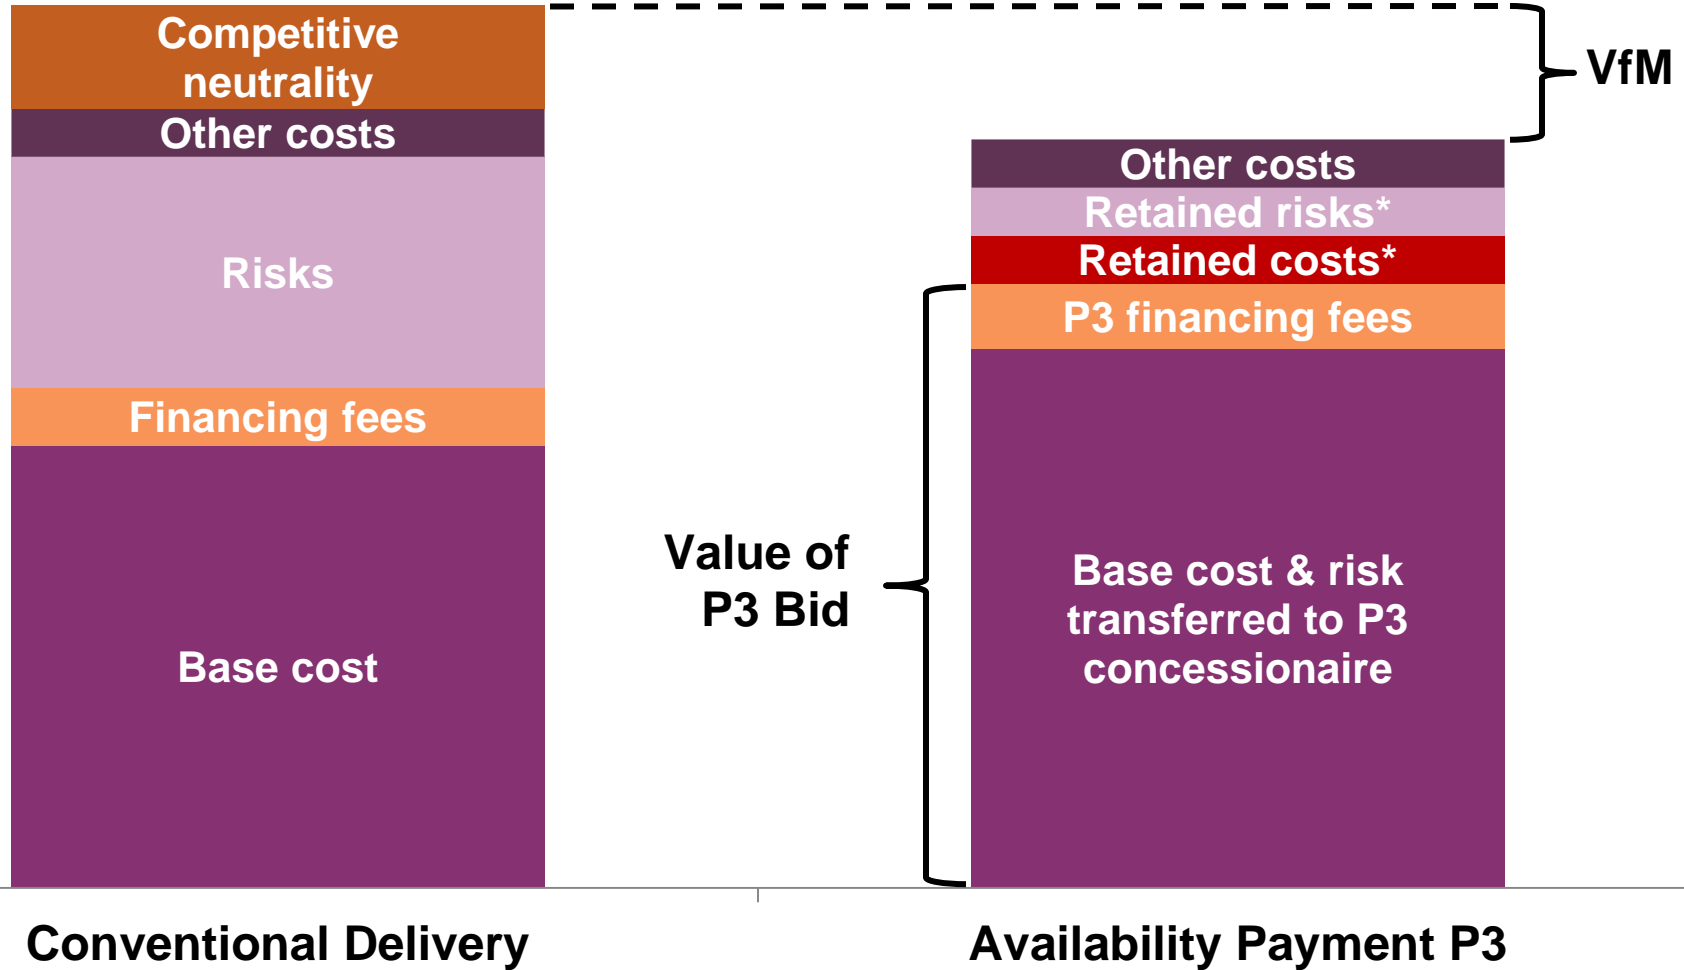 Competitive
neutrality
Other costs
Risks
Financing fees
Base cost
Conventional Delivery
Value of
P3 Bid
Other costs
Retained risks*
Retained costs*
P3 financing fees
Base cost & risk
transferred to P3
concessionaire
Availability Payment P3
VfM